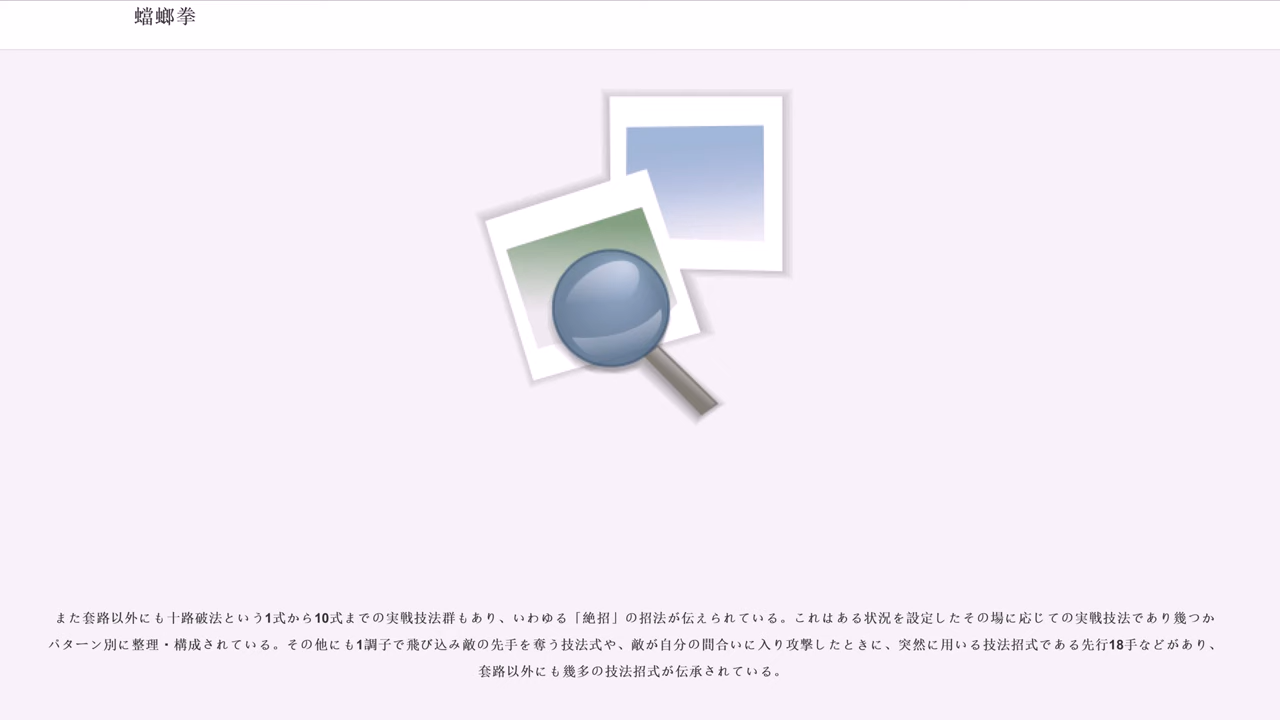 蟷螂拳
また套路以外にも十路破法という1式から10式までの実戦技法群もあり、いわゆる「絶招」の招法が伝えられている。これはある状況を設定したその場に応じての実戦技法であり幾つか
パターン別に整理・構成されている。その他にも1調子で飛び込み敵の先手を奪う技法式や、敵が自分の間合いに入り攻撃したときに、突然に用いる技法招式である先行18手などがあり、
套路以外にも幾多の技法招式が伝承されている。